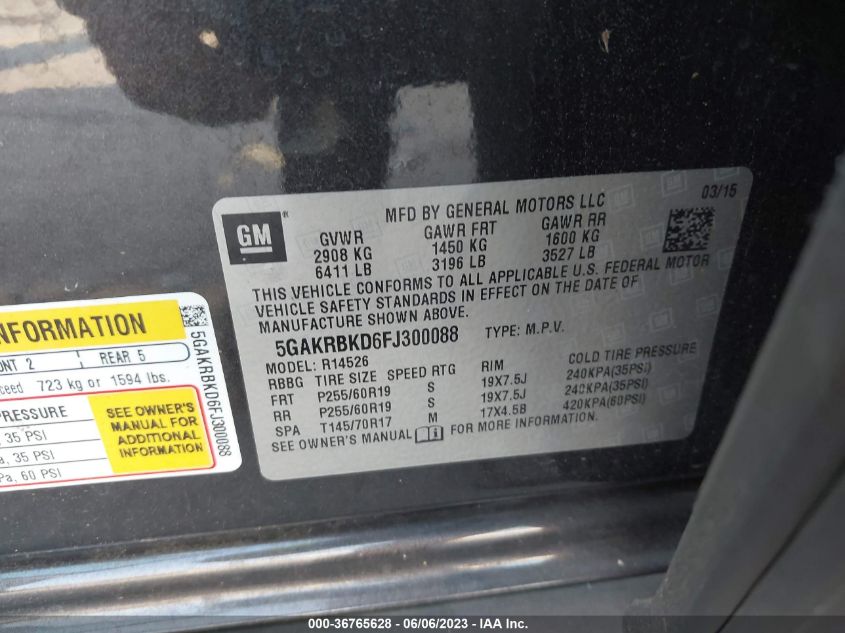 03/15
MFD BY GENERAL MOTORS LLC
GM
GVWR GAWR FRT GAWR RR
2908 KG 1450 KG 1600 KG
6411 LB 3196 LB 3527 LB
THIS VEHICLE CONFORMS TO ALL APPLICABLE U.S. FEDERAL MOTOR
VEHICLE SAFETY STANDARDS IN EFFECT ON THE DATE OF
MANUFACTURE SHOWN ABOVE.
5GAKRBKD6FJ300088 TYPE: M.P.V.
MODEL: R14526
RBBG TIRE SIZE SPEED RTG RIM COLD TIRE PRESSURE
FRT P255/60R19 S 19X7.5J 240KPA(35PSI)
RR P255/60R19 S 19X7.5J 240KPA(35PSI)
SPA T145/70R17 M 17X4.5B 420KPA(60PSI)
SEE OWNER'S MANUAL FOR MORE INFORMATION.
NFORMATION
ONT 2 REAR 5
ceed 723 kg or 1594 lbs.
PRESSURE
, 35 PSI
a, 35 PSI
Pa, 60 PSI
SEE OWNER'S
MANUAL FOR
ADDITIONAL
INFORMATION
5GAKRBKD6FJ300088
000-36765628 - 06/06/2023 - IAA Inc.